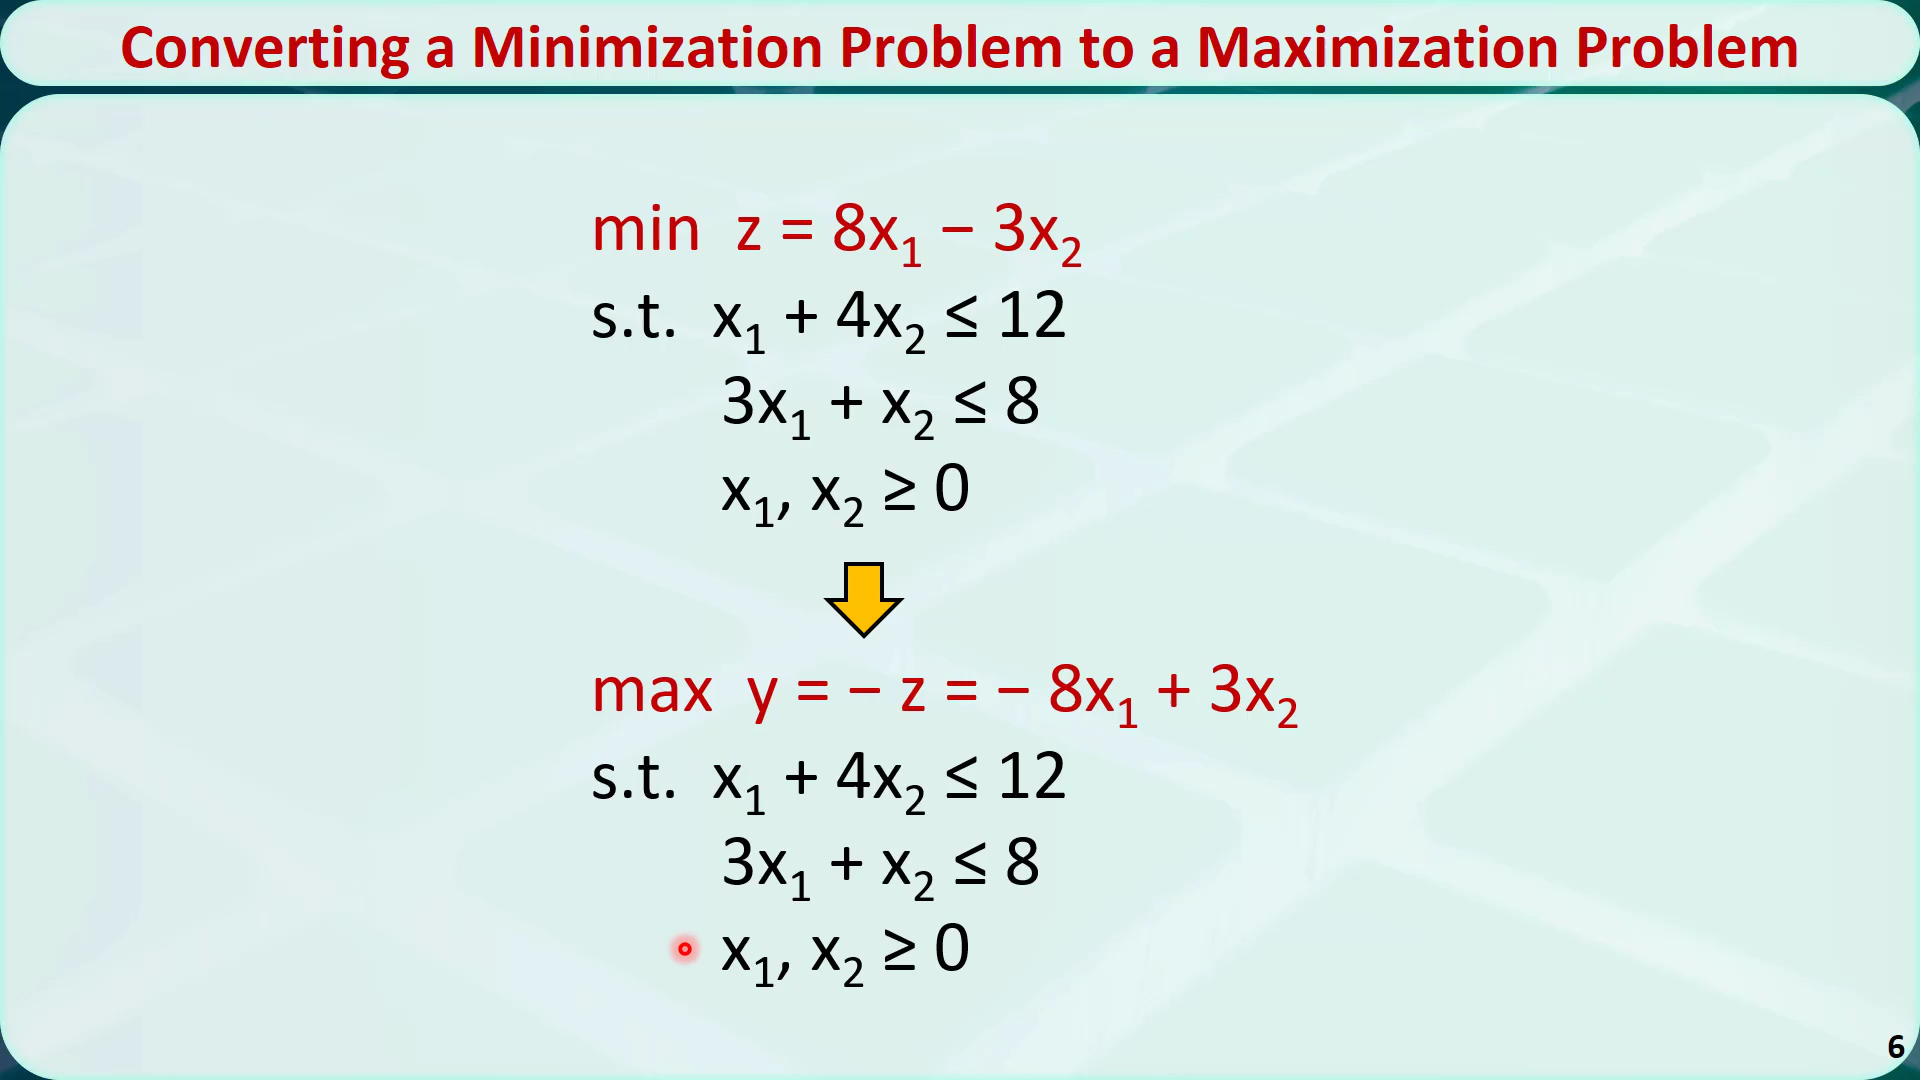 Converting a Minimization Problem to a Maximization Problem
min z = 8x₁ − 3x₂
s.t. x₁ + 4x₂ ≤ 12
3x₁ + x₂ ≤ 8
x₁, x₂ ≥ 0
max y = − z = − 8x₁ + 3x₂
s.t. x₁ + 4x₂ ≤ 12
3x₁ + x₂ ≤ 8
x₁, x₂ ≥ 0
6